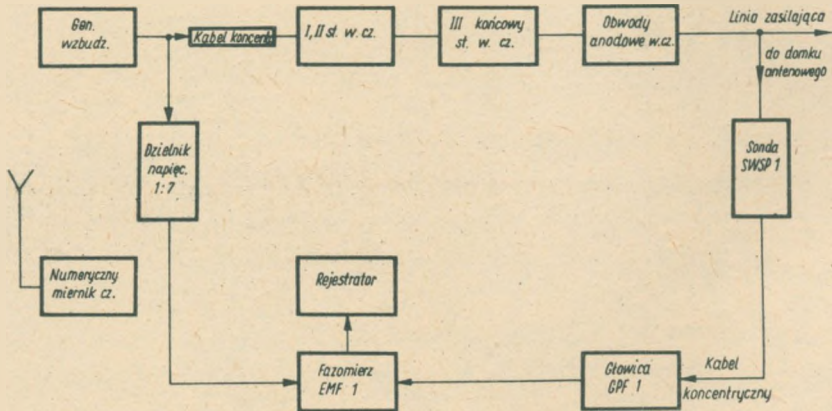 Gen.
wzbudz.
Kabel koncentr.
I, II st. w. cz.
III końcowy
st. w. cz.
Obwody
anodowe w.cz.
Linia zasilająca
do domku
antenowego
Dzielnik
napięc.
1:7
Sonda
SWSP 1
Numeryczny
miernik cz.
Rejestrator
Fazomierz
EMF 1
Głowica
GPF 1
Kabel
koncentryczny